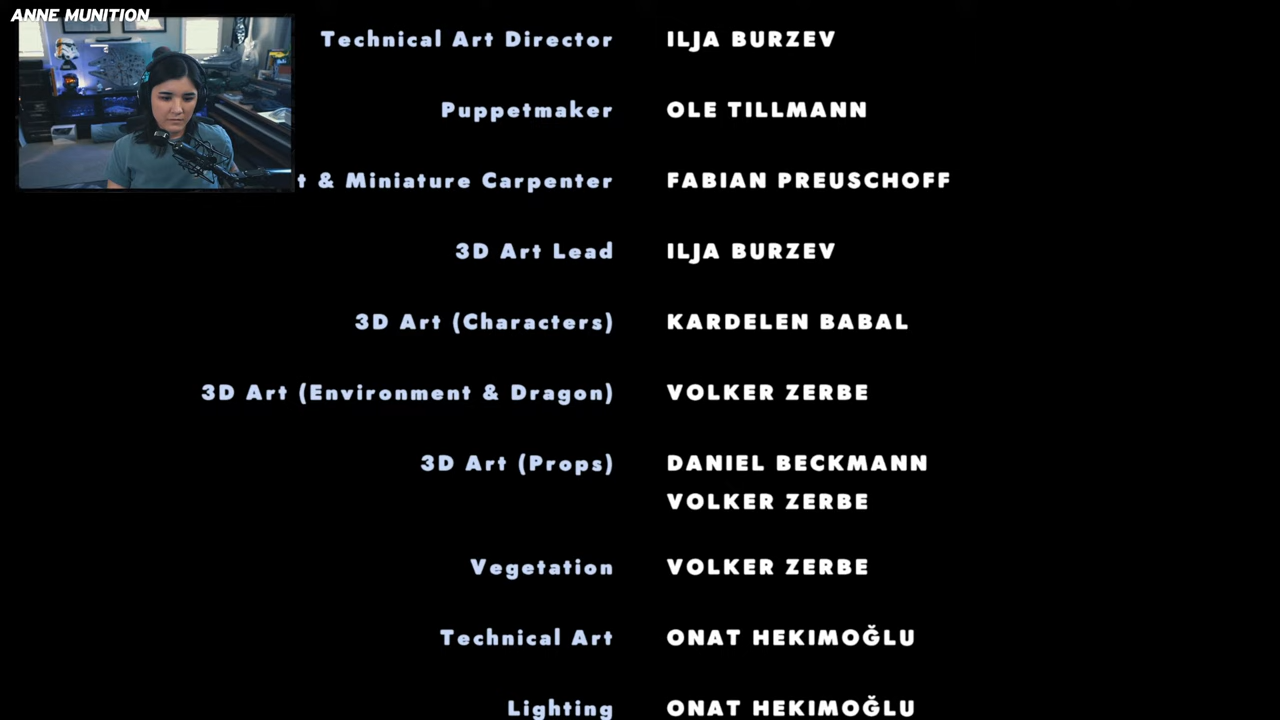 ANNE MUNITION
Technical Art Director ILJA BURZEV
Puppetmaker OLE TILLMANN
t & Miniature Carpenter FABIAN PREUSCHOFF
3D Art Lead ILJA BURZEV
3D Art (Characters) KARDELEN BABAL
3D Art (Environment & Dragon) VOLKER ZERBE
3D Art (Props) DANIEL BECKMANN
VOLKER ZERBE
Vegetation VOLKER ZERBE
Technical Art ONAT HEKIMOĞLU
Lighting ONAT HEKIMOĞLU